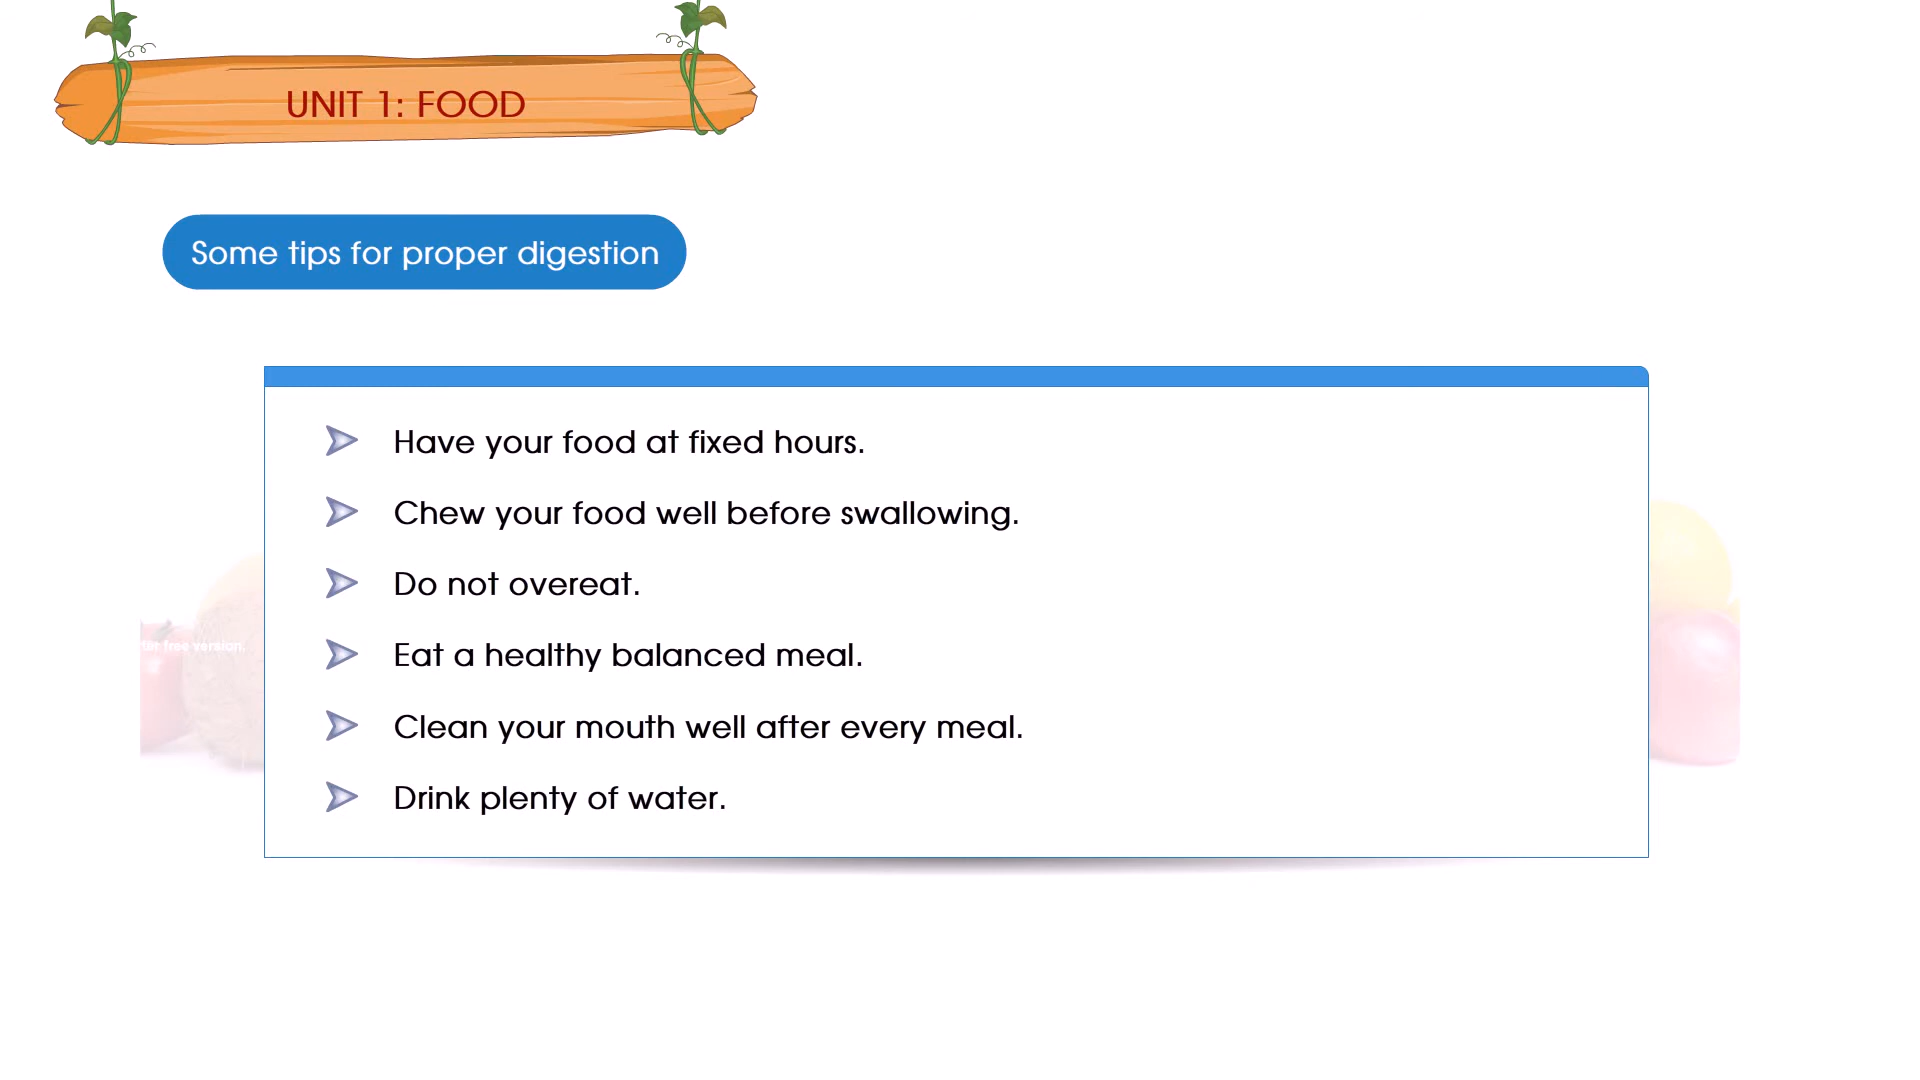 UNIT 1: FOOD
Some tips for proper digestion
Have your food at fixed hours.
Chew your food well before swallowing.
Do not overeat.
Eat a healthy balanced meal.
free version.
Clean your mouth well after every meal.
Drink plenty of water.